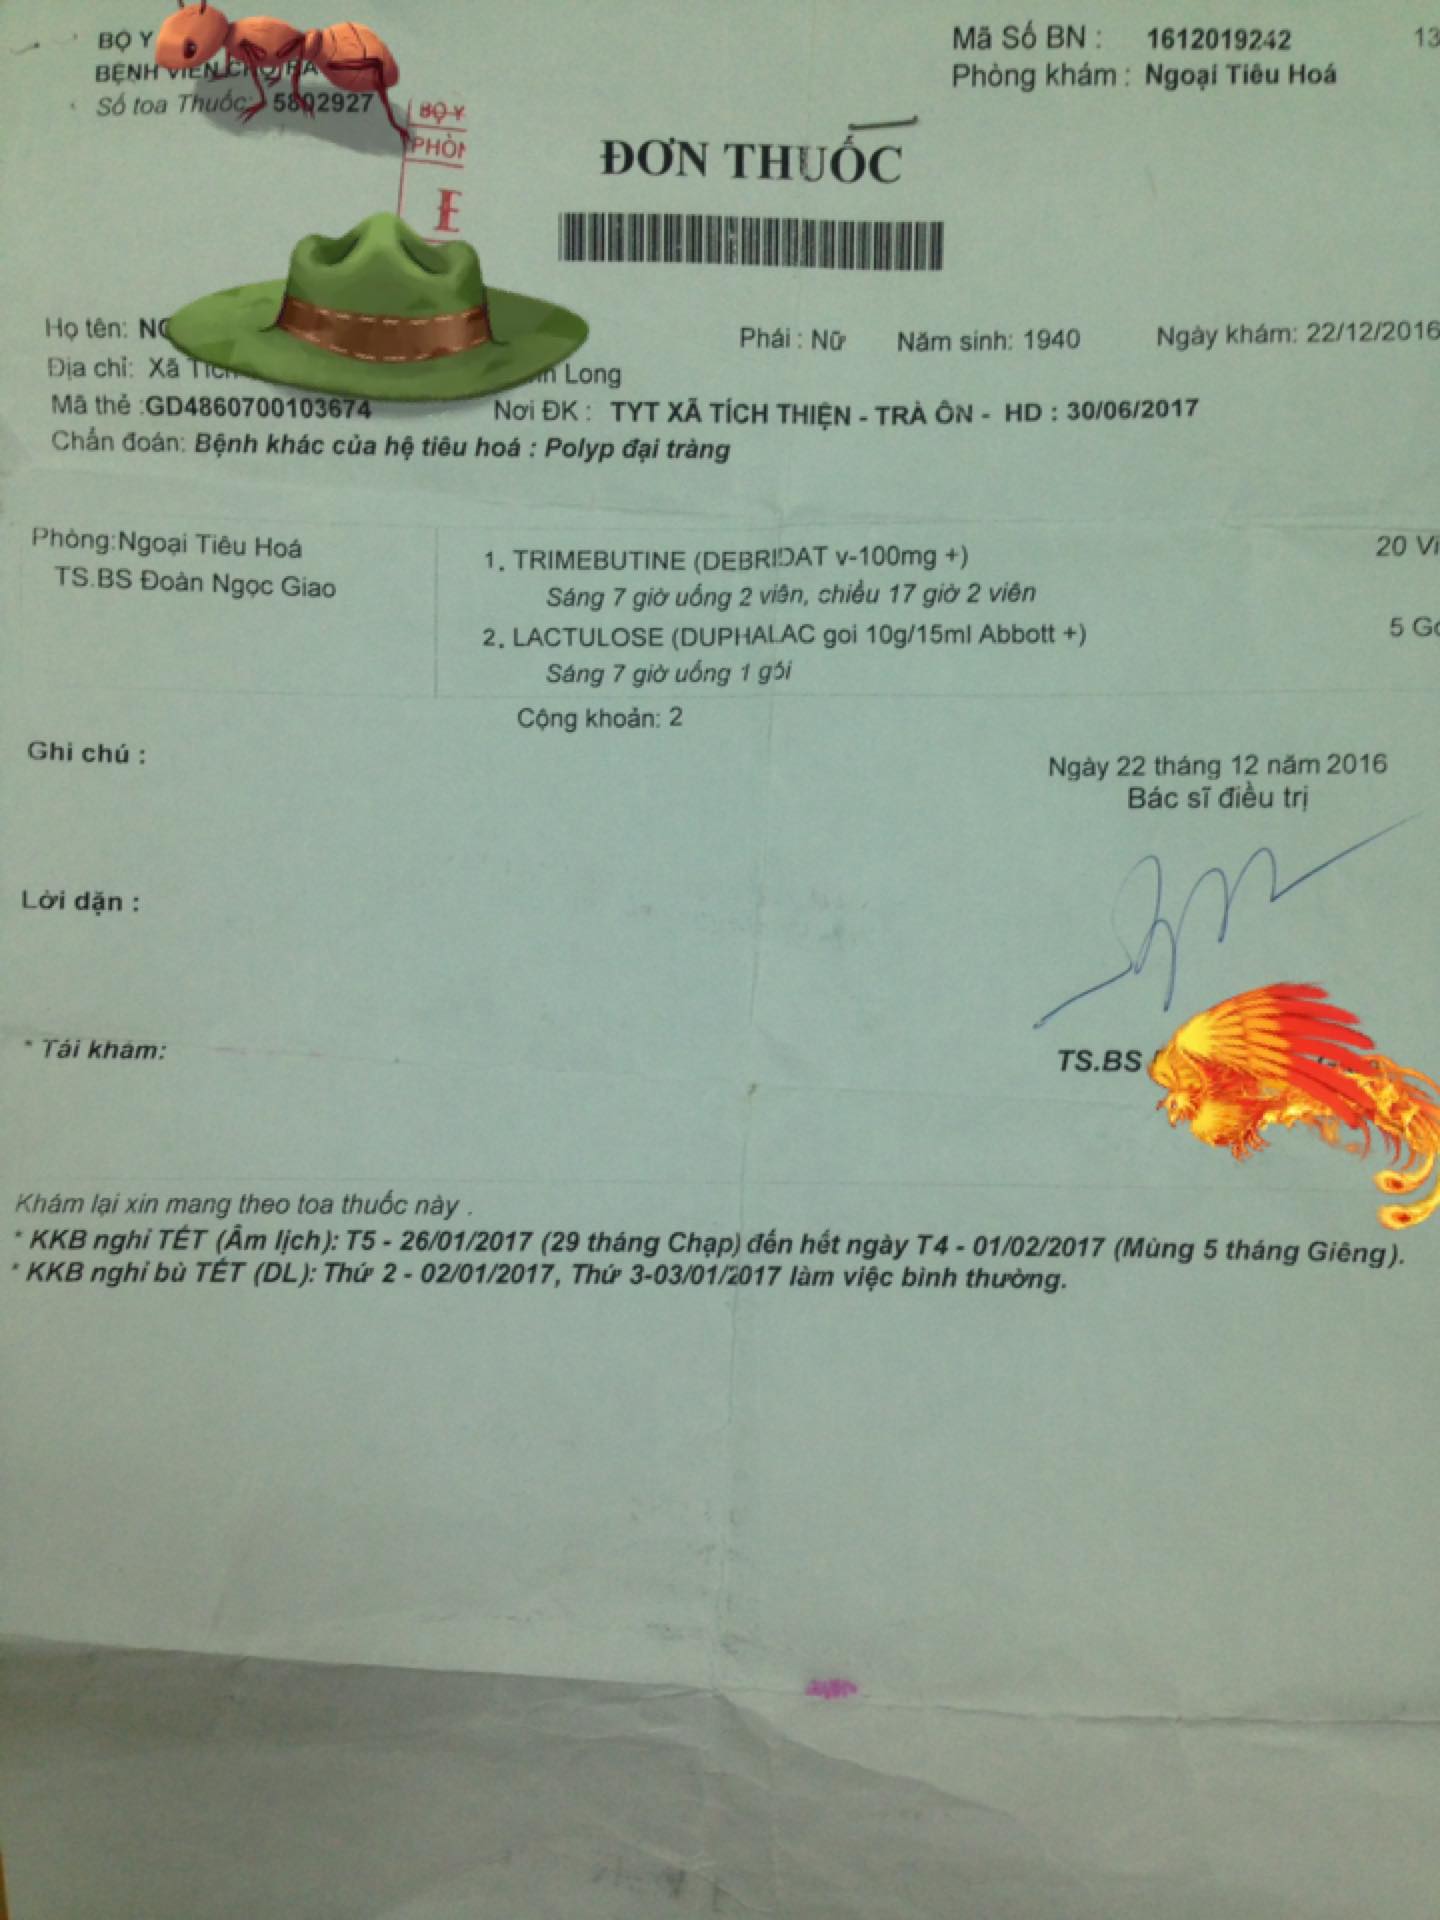 BỘ Y
Mã Số BN : 1612019242 13
BỆNH VIỆN CHỢ RẪ
Phòng khám : Ngoại Tiêu Hoá
Số toa Thuốc: 5802927
BỘ Y
PHÒN
ĐƠN THUỐC
Họ tên: NG
Phái : Nữ Năm sinh: 1940 Ngày khám: 22/12/2016
Địa chỉ: Xã Tích Long
Mã thẻ :GD4860700103674 Nơi ĐK : TYT XÃ TÍCH THIỆN - TRÀ ÔN - HD : 30/06/2017
Chẩn đoán: Bệnh khác của hệ tiêu hoá : Polyp đại tràng
Phòng:Ngoại Tiêu Hoá
TS.BS Đoàn Ngọc Giao
1. TRIMEBUTINE (DEBRIDAT v-100mg +) 20 Vi
Sáng 7 giờ uống 2 viên, chiều 17 giờ 2 viên
2. LACTULOSE (DUPHALAC goi 10g/15ml Abbott +) 5 Gó
Sáng 7 giờ uống 1 gói
Cộng khoản: 2
Ghi chú :
Ngày 22 tháng 12 năm 2016
Bác sĩ điều trị
Lời dặn :
* Tái khám:
TS.BS
Khám lại xin mang theo toa thuốc này .
* KKB nghỉ TẾT (Âm lịch): T5 - 26/01/2017 (29 tháng Chạp) đến hết ngày T4 - 01/02/2017 (Mùng 5 tháng Giêng).
* KKB nghỉ bù TẾT (DL): Thứ 2 - 02/01/2017, Thứ 3-03/01/2017 làm việc bình thường.